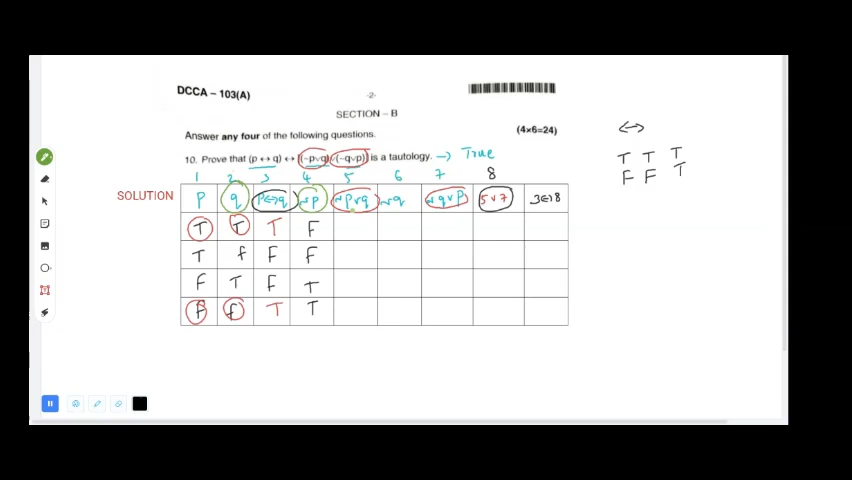 DCCA – 103(A)
-2-
SECTION – B
Answer any four of the following questions.
(4×6=24)
10. Prove that (p ↔ q) ↔ [(~p∨q) ∨(~q∨p)] is a tautology. → True
↔
T T T
F F T
1 2 3 4 5 6 7 8
SOLUTION
p q p↔q ~p ~p∨q ~q ~q∨p 5∨7 3↔8
T T T F
T f F F
F T F T
F f T T